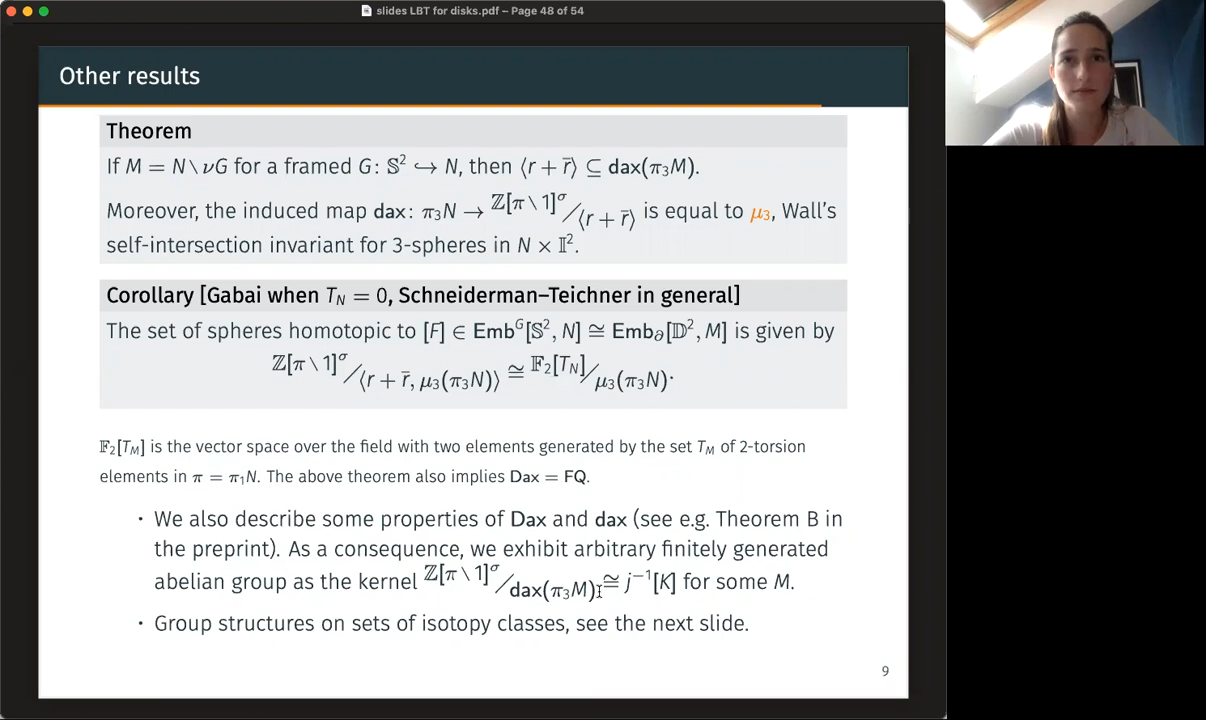 slides LBT for disks.pdf – Page 48 of 54
Other results
Theorem
If M = N∖νG for a framed G: 𝕊² ↪ N, then ⟨r + r̄⟩ ⊆ dax(π₃M).
Moreover, the induced map dax: π₃N → ℤ[π∖1]^σ/⟨r + r̄⟩ is equal to μ₃, Wall's
self-intersection invariant for 3-spheres in N × 𝕀².
Corollary [Gabai when T_N = 0, Schneiderman–Teichner in general]
The set of spheres homotopic to [F] ∈ Emb^G[𝕊², N] ≅ Emb_∂[𝔻², M] is given by
ℤ[π∖1]^σ/⟨r + r̄, μ₃(π₃N)⟩ ≅ 𝔽₂[T_N]/μ₃(π₃N).
𝔽₂[T_M] is the vector space over the field with two elements generated by the set T_M of 2-torsion
elements in π = π₁N. The above theorem also implies Dax = FQ.
· We also describe some properties of Dax and dax (see e.g. Theorem B in
the preprint). As a consequence, we exhibit arbitrary finitely generated
abelian group as the kernel ℤ[π∖1]^σ/dax(π₃M) ≅ j⁻¹[K] for some M.
· Group structures on sets of isotopy classes, see the next slide.
9